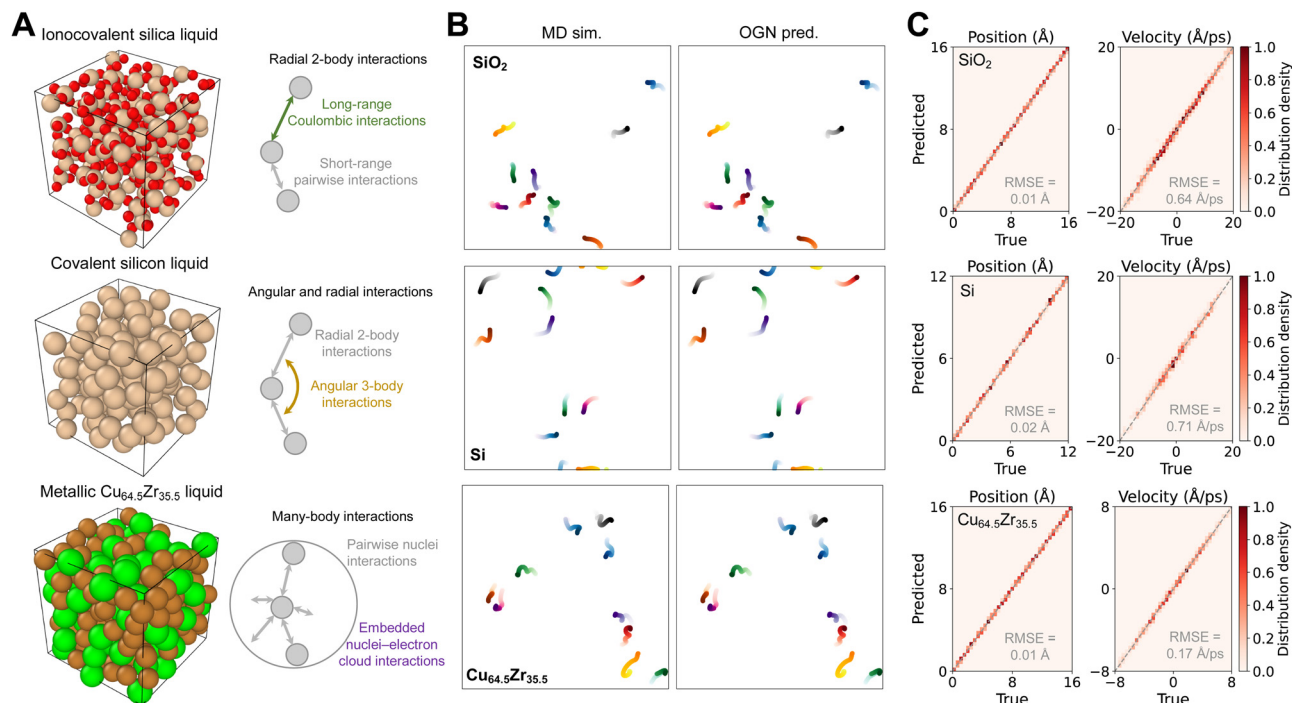 A
Ionocovalent silica liquid
Radial 2-body interactions
Long-range
Coulombic interactions
Short-range
pairwise interactions
Covalent silicon liquid
Angular and radial interactions
Radial 2-body
interactions
Angular 3-body
interactions
Metallic Cu64.5Zr35.5 liquid
Many-body interactions
Pairwise nuclei
interactions
Embedded
nuclei–electron
cloud interactions
B
MD sim.
OGN pred.
SiO2
Si
Cu64.5Zr35.5
C
Position (Å)
Velocity (Å/ps)
SiO2
Predicted
16
8
0
0
8
16
True
RMSE =
0.01 Å
20
0
−20
−20
0
20
True
RMSE =
0.64 Å/ps
1.0
0.8
0.6
0.4
0.2
0.0
Distribution density
Position (Å)
Velocity (Å/ps)
Si
Predicted
12
6
0
0
6
12
True
RMSE =
0.02 Å
20
0
−20
−20
0
20
True
RMSE =
0.71 Å/ps
1.0
0.8
0.6
0.4
0.2
0.0
Distribution density
Position (Å)
Velocity (Å/ps)
Cu64.5Zr35.5
Predicted
16
8
0
0
8
16
True
RMSE =
0.01 Å
8
0
−8
−8
0
8
True
RMSE =
0.17 Å/ps
1.0
0.8
0.6
0.4
0.2
0.0
Distribution density